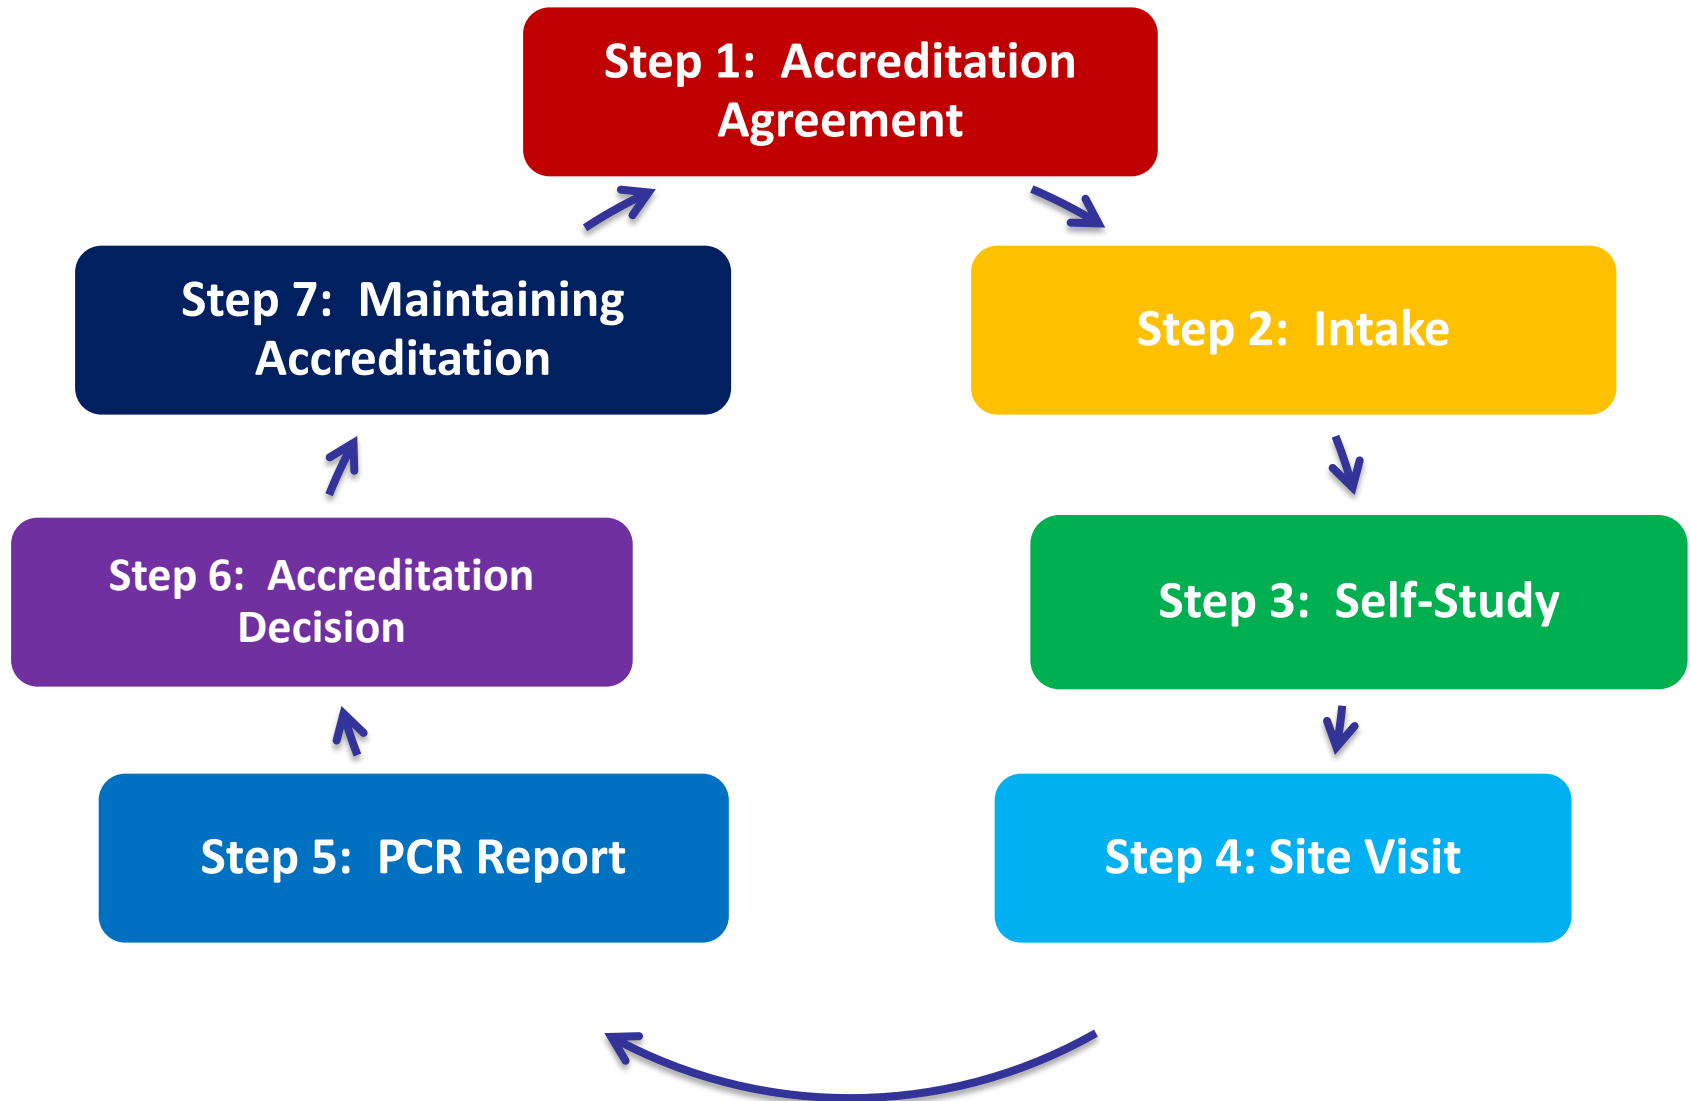 Step 1:  Accreditation
Agreement
Step 2:  Intake
Step 3:  Self-Study
Step 4: Site Visit
Step 5:  PCR Report
Step 6:  Accreditation
Decision
Step 7:  Maintaining
Accreditation